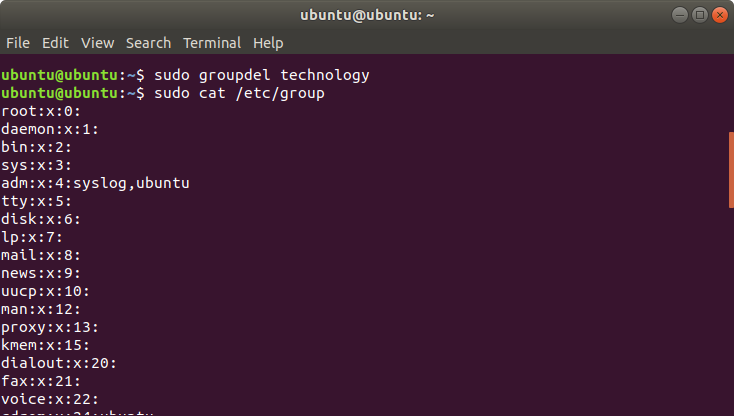 ubuntu@ubuntu: ~
File Edit View Search Terminal Help
ubuntu@ubuntu:~$ sudo groupdel technology
ubuntu@ubuntu:~$ sudo cat /etc/group
root:x:0:
daemon:x:1:
bin:x:2:
sys:x:3:
adm:x:4:syslog,ubuntu
tty:x:5:
disk:x:6:
lp:x:7:
mail:x:8:
news:x:9:
uucp:x:10:
man:x:12:
proxy:x:13:
kmem:x:15:
dialout:x:20:
fax:x:21:
voice:x:22: